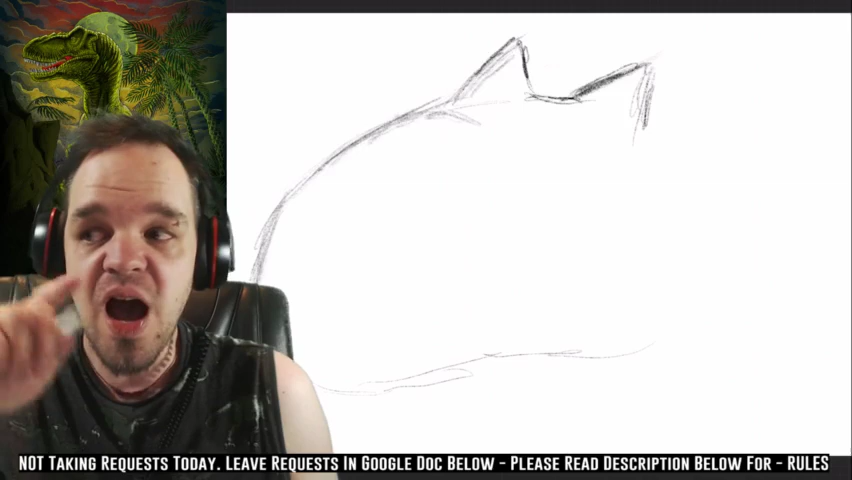 NOT TAKING REQUESTS TODAY. LEAVE REQUESTS IN GOOGLE DOC BELOW - PLEASE READ DESCRIPTION BELOW FOR - RULES